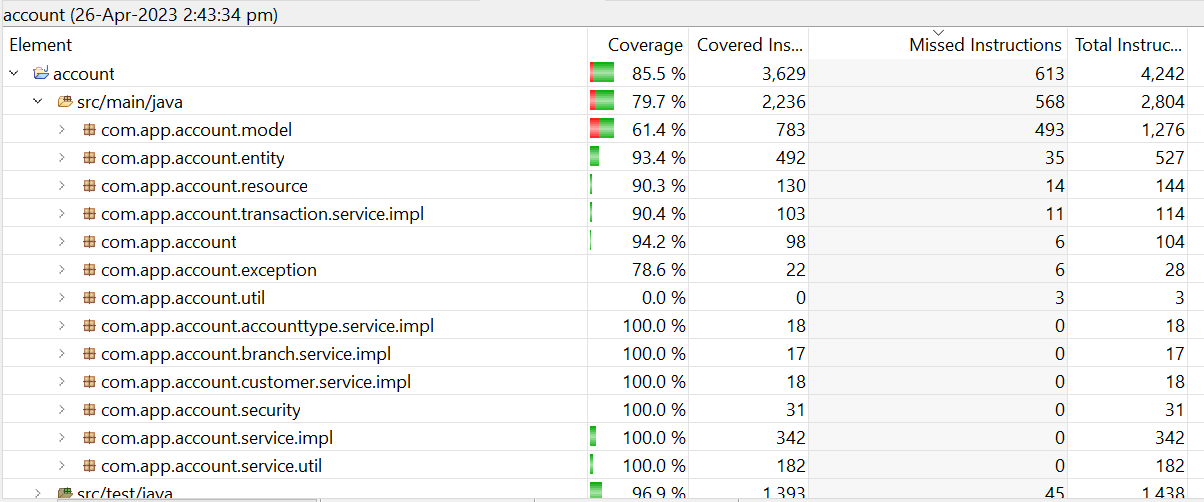 account (26-Apr-2023 2:43:34 pm)
Element Coverage Covered Ins... Missed Instructions Total Instruc...
account 85.5 % 3,629 613 4,242
src/main/java 79.7 % 2,236 568 2,804
com.app.account.model 61.4 % 783 493 1,276
com.app.account.entity 93.4 % 492 35 527
com.app.account.resource 90.3 % 130 14 144
com.app.account.transaction.service.impl 90.4 % 103 11 114
com.app.account 94.2 % 98 6 104
com.app.account.exception 78.6 % 22 6 28
com.app.account.util 0.0 % 0 3 3
com.app.account.accounttype.service.impl 100.0 % 18 0 18
com.app.account.branch.service.impl 100.0 % 17 0 17
com.app.account.customer.service.impl 100.0 % 18 0 18
com.app.account.security 100.0 % 31 0 31
com.app.account.service.impl 100.0 % 342 0 342
com.app.account.service.util 100.0 % 182 0 182
src/test/java 96.9 % 1,393 45 1,438